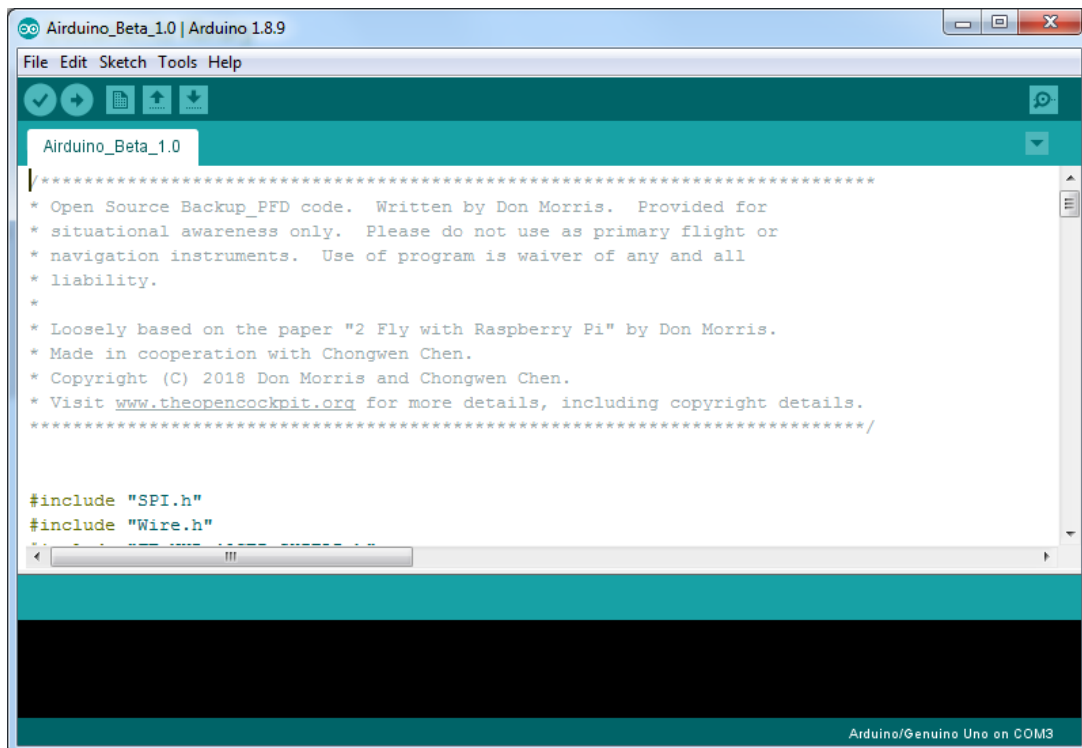 Airduino_Beta_1.0 | Arduino 1.8.9
File Edit Sketch Tools Help
Airduino_Beta_1.0
/*****************************************************************************
* Open Source Backup_PFD code.  Written by Don Morris.  Provided for
* situational awareness only.  Please do not use as primary flight or
* navigation instruments.  Use of program is waiver of any and all
* liability.
*
* Loosely based on the paper "2 Fly with Raspberry Pi" by Don Morris.
* Made in cooperation with Chongwen Chen.
* Copyright (C) 2018 Don Morris and Chongwen Chen.
* Visit www.theopencockpit.org for more details, including copyright details.
*****************************************************************************/
#include "SPI.h"
#include "Wire.h"
Arduino/Genuino Uno on COM3